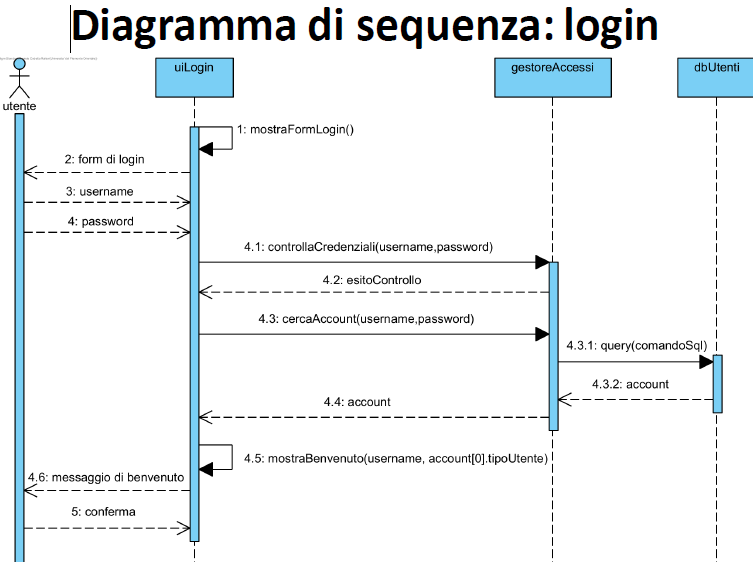 Diagramma di sequenza: login
uiLogin
gestoreAccessi
dbUtenti
utente
1: mostraFormLogin()
2: form di login
3: username
4: password
4.1: controllaCredenziali(username,password)
4.2: esitoControllo
4.3: cercaAccount(username,password)
4.3.1: query(comandoSql)
4.3.2: account
4.4: account
4.5: mostraBenvenuto(username, account[0].tipoUtente)
4.6: messaggio di benvenuto
5: conferma